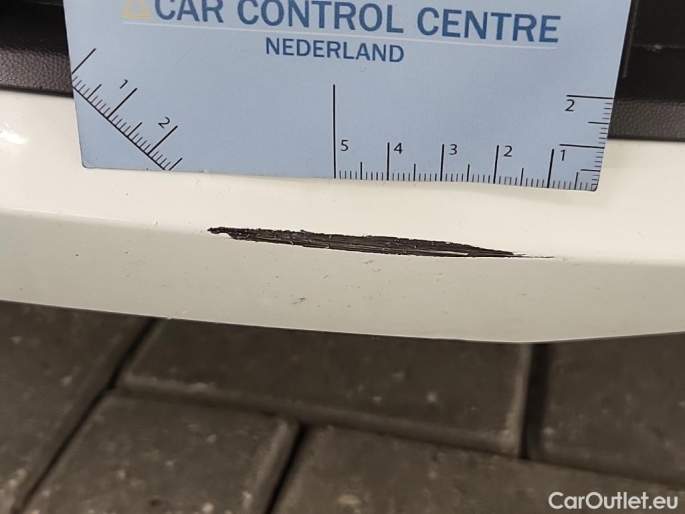 CAR CONTROL CENTRE
NEDERLAND
1
2
5 4 3 2 1
2
CarOutlet.eu